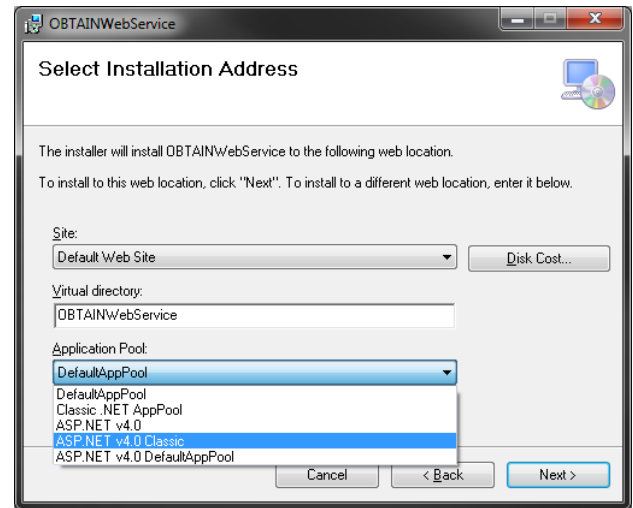 OBTAINWebService
Select Installation Address
The installer will install OBTAINWebService to the following web location.
To install to this web location, click "Next". To install to a different web location, enter it below.
Site:
Default Web Site
Disk Cost...
Virtual directory:
OBTAINWebService
Application Pool:
DefaultAppPool
DefaultAppPool
Classic .NET AppPool
ASP.NET v4.0
ASP.NET v4.0 Classic
ASP.NET v4.0 DefaultAppPool
Cancel
< Back
Next >